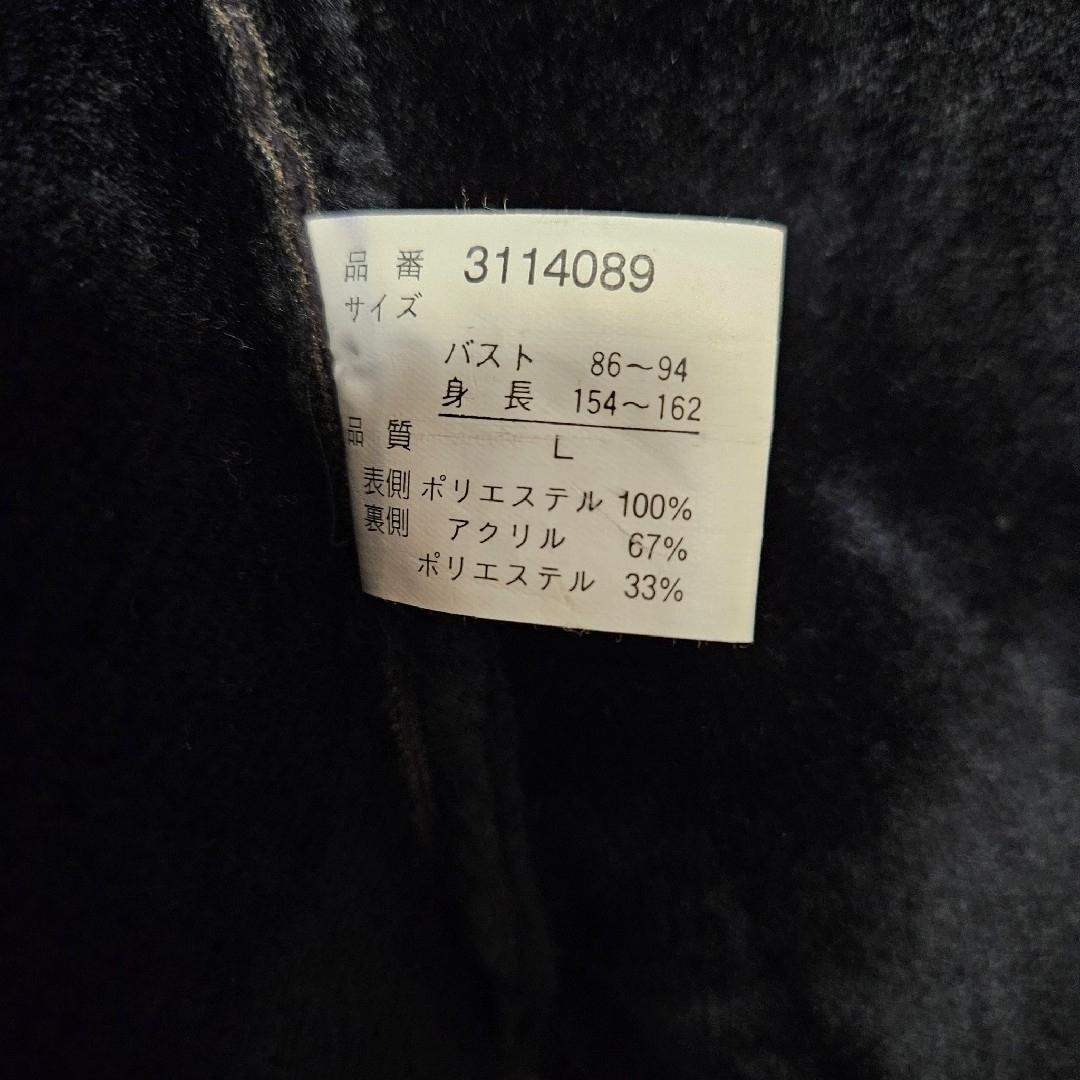 品番 3114089
サイズ
バスト 86～94
身長 154～162
品質 L
表側 ポリエステル 100%
裏側 アクリル 67%
ポリエステル 33%